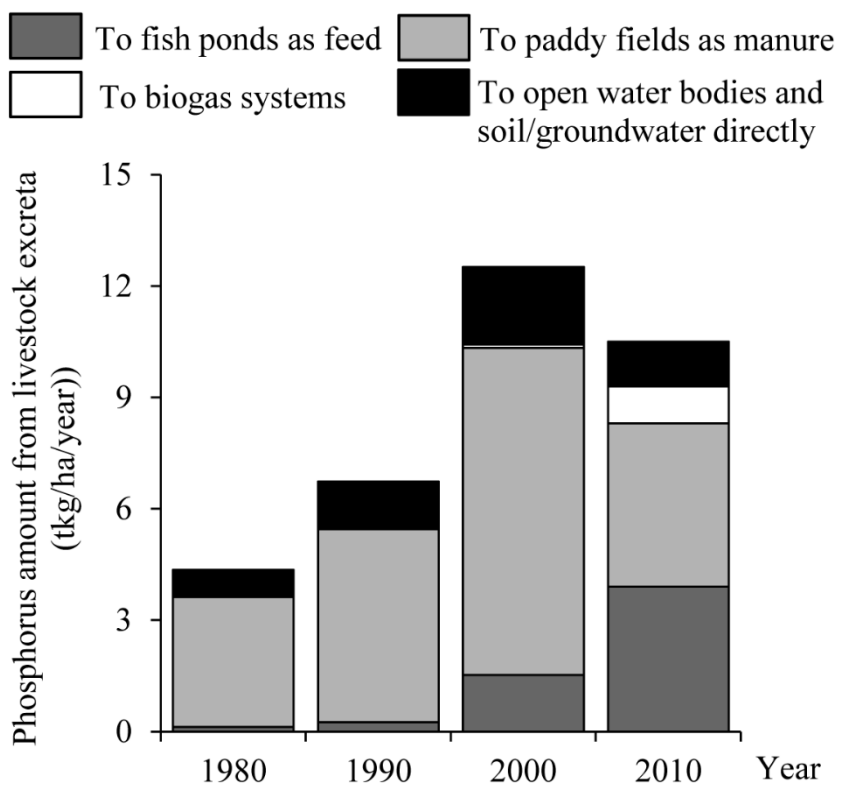 To fish ponds as feed
To paddy fields as manure
To biogas systems
To open water bodies and
soil/groundwater directly
Phosphorus amount from livestock excreta
(tkg/ha/year))
15
12
9
6
3
0
1980 1990 2000 2010 Year